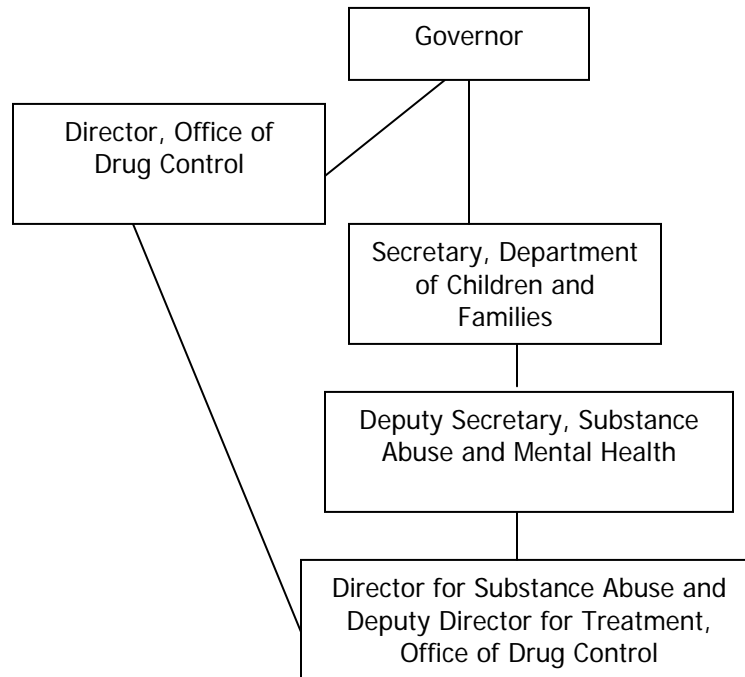 Governor
Director, Office of
Drug Control
Secretary, Department
of Children and
Families
Deputy Secretary, Substance
Abuse and Mental Health
Director for Substance Abuse and
Deputy Director for Treatment,
Office of Drug Control